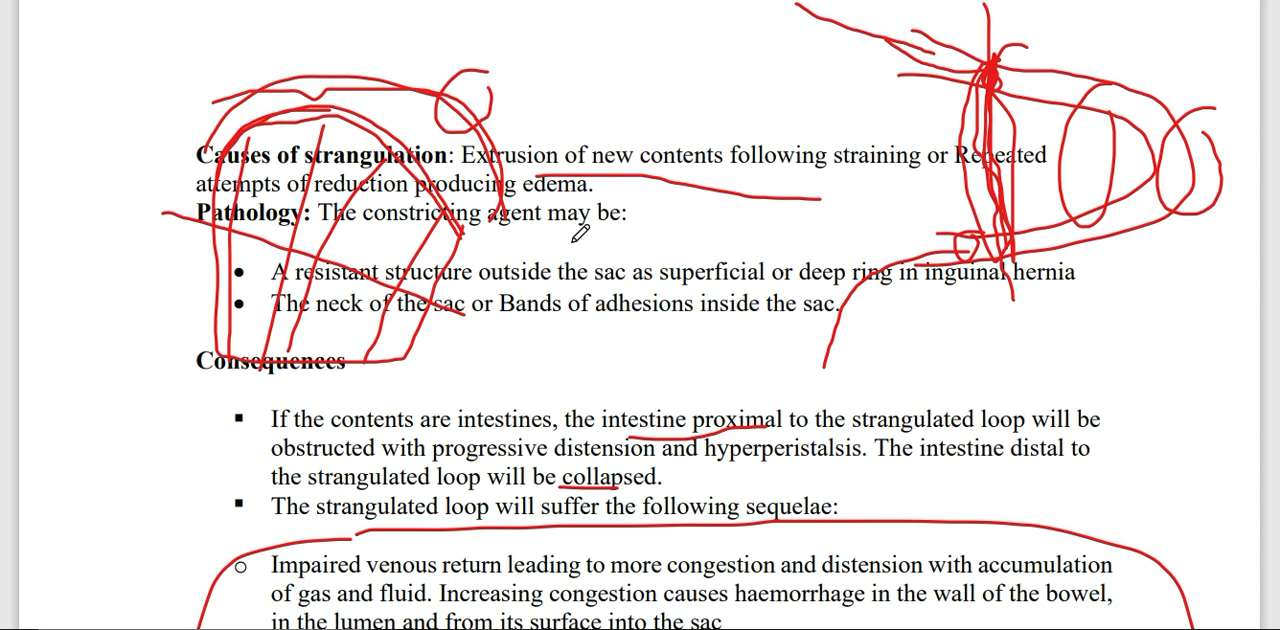 Causes of strangulation: Extrusion of new contents following straining or Repeated
attempts of reduction producing edema.
Pathology: The constricting agent may be:
• A resistant structure outside the sac as superficial or deep ring in inguinal hernia
• The neck of the sac or Bands of adhesions inside the sac.
Consequences
▪ If the contents are intestines, the intestine proximal to the strangulated loop will be
obstructed with progressive distension and hyperperistalsis. The intestine distal to
the strangulated loop will be collapsed.
▪ The strangulated loop will suffer the following sequelae:
o Impaired venous return leading to more congestion and distension with accumulation
of gas and fluid. Increasing congestion causes haemorrhage in the wall of the bowel,
in the lumen and from its surface into the sac